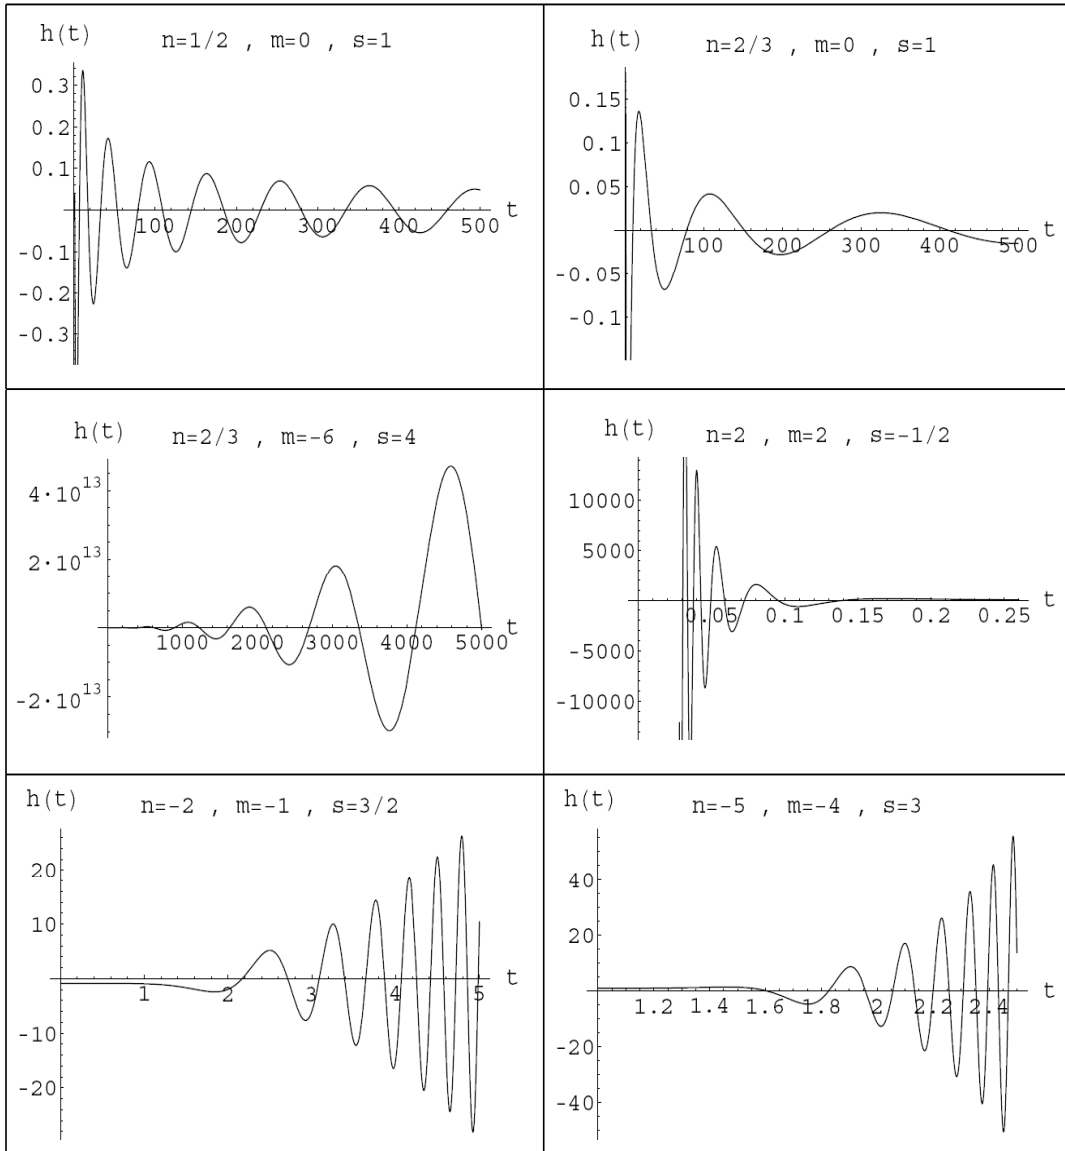 h(t) n=1/2 , m=0 , s=1
0.3
0.2
0.1
-0.1
-0.2
-0.3
100 200 300 400 500 t
h(t) n=2/3 , m=0 , s=1
0.15
0.1
0.05
-0.05
-0.1
100 200 300 400 500 t
h(t) n=2/3 , m=-6 , s=4
4·10^13
2·10^13
-2·10^13
1000 2000 3000 4000 5000 t
h(t) n=2 , m=2 , s=-1/2
10000
5000
-5000
-10000
0.05 0.1 0.15 0.2 0.25 t
h(t) n=-2 , m=-1 , s=3/2
20
10
-10
-20
1 2 3 4 5 t
h(t) n=-5 , m=-4 , s=3
40
20
-20
-40
1.2 1.4 1.6 1.8 2 2.2 2.4 t